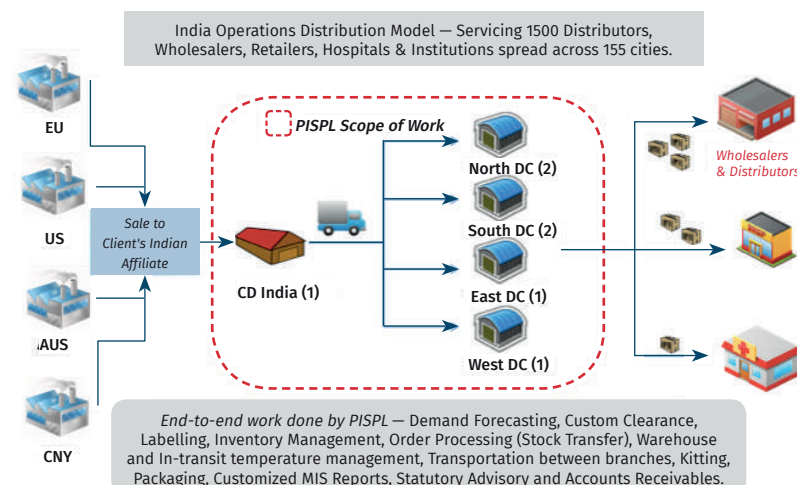 India Operations Distribution Model — Servicing 1500 Distributors,
Wholesalers, Retailers, Hospitals & Institutions spread across 155 cities.
EU
US
AUS
CNY
Sale to
Client's Indian
Affiliate
PISPL Scope of Work
CD India (1)
North DC (2)
South DC (2)
East DC (1)
West DC (1)
Wholesalers
& Distributors
End-to-end work done by PISPL — Demand Forecasting, Custom Clearance,
Labelling, Inventory Management, Order Processing (Stock Transfer), Warehouse
and In-transit temperature management, Transportation between branches, Kitting,
Packaging, Customized MIS Reports, Statutory Advisory and Accounts Receivables.